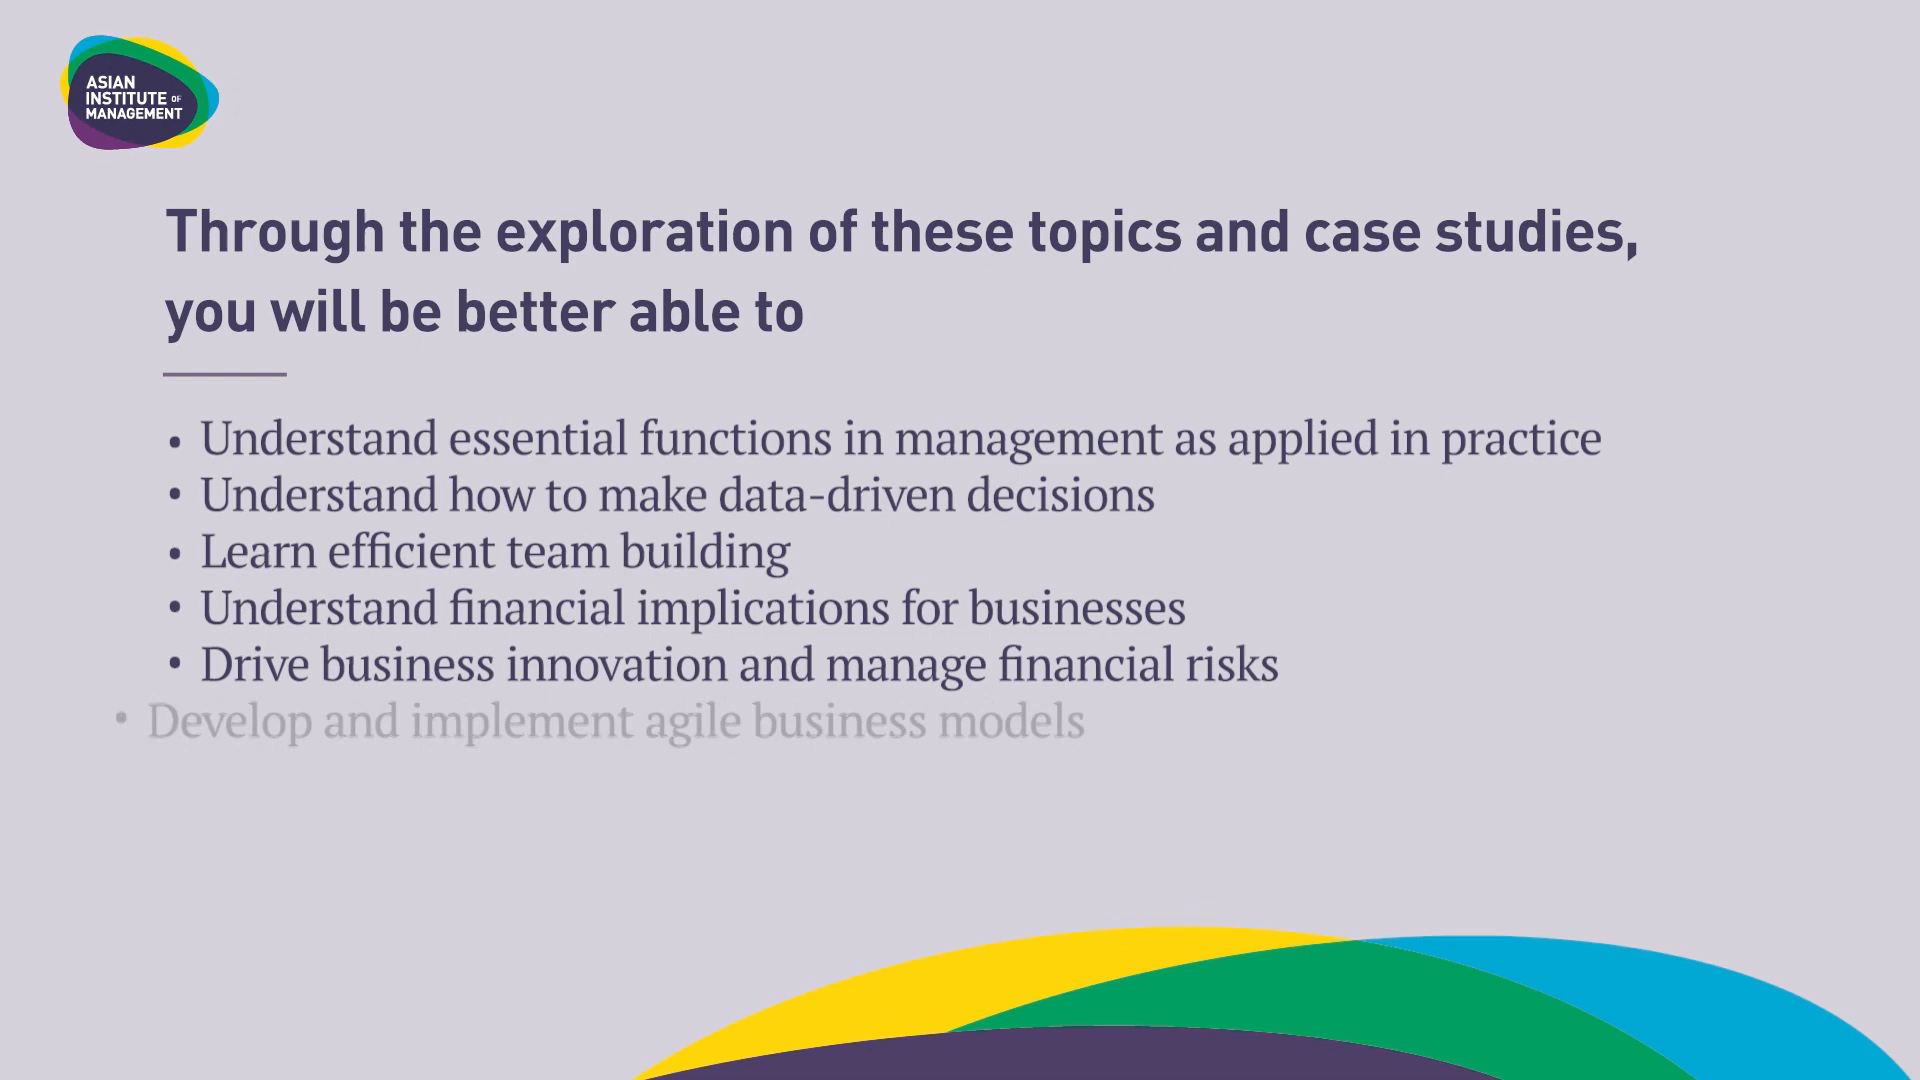 ASIAN
INSTITUTE OF
MANAGEMENT
Through the exploration of these topics and case studies,
you will be better able to
• Understand essential functions in management as applied in practice
• Understand how to make data-driven decisions
• Learn efficient team building
• Understand financial implications for businesses
• Drive business innovation and manage financial risks
• Develop and implement agile business models